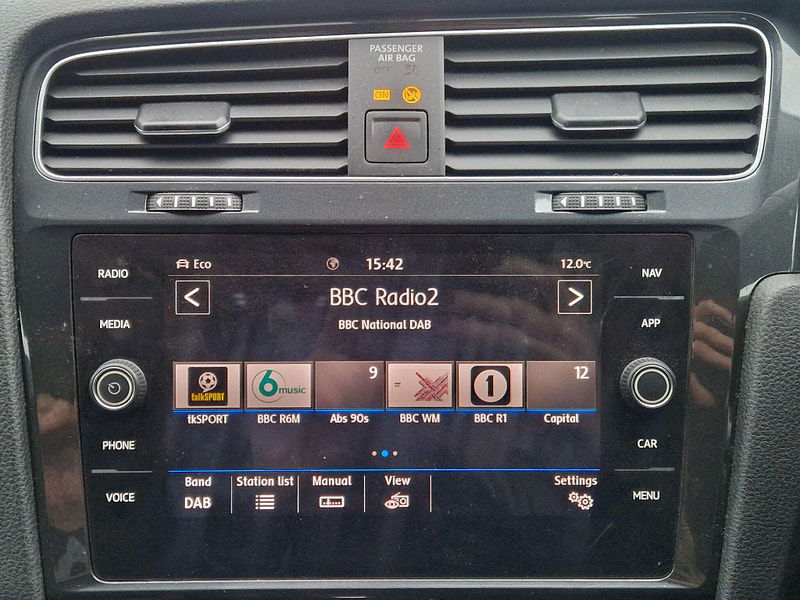 PASSENGER
AIR BAG
OFF
ON
RADIO
MEDIA
PHONE
VOICE
Eco
15:42
12.0°C
<
BBC Radio2
>
BBC National DAB
talkSPORT
6 music
9
1
12
tkSPORT
BBC R6M
Abs 90s
BBC WM
BBC R1
Capital
Band
DAB
Station list
Manual
View
Settings
NAV
APP
CAR
MENU